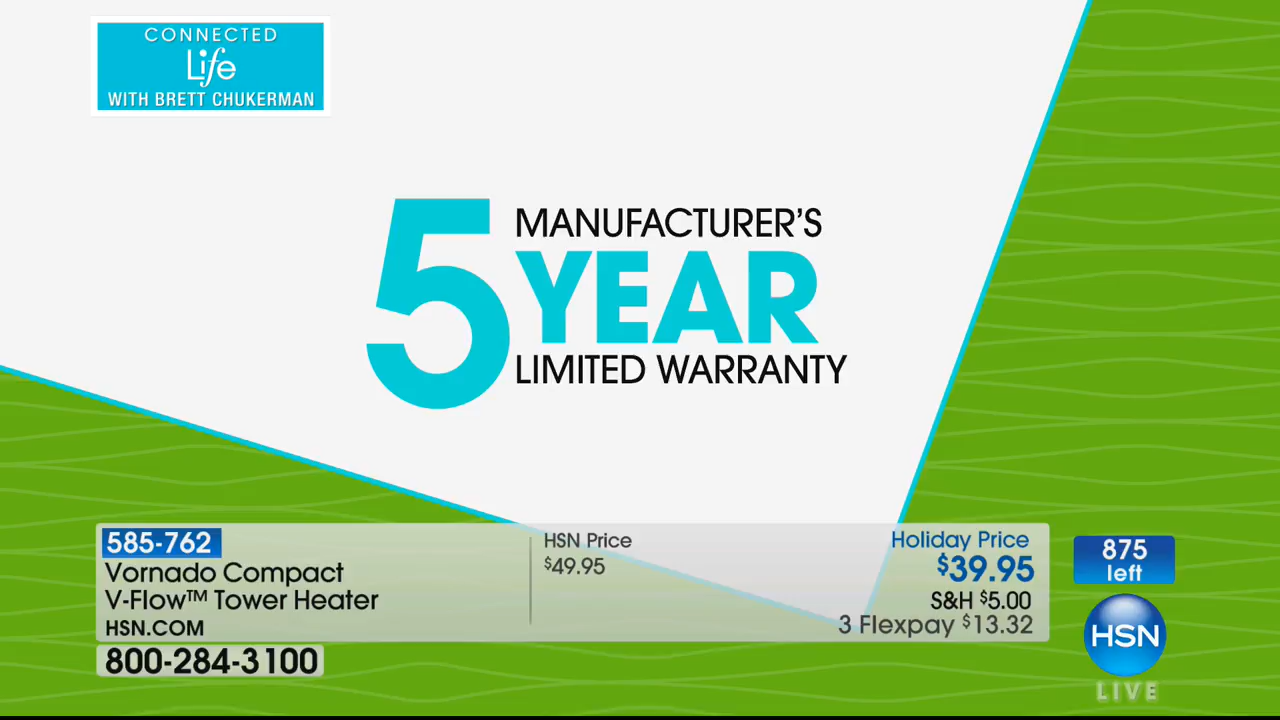 CONNECTED
Life
WITH BRETT CHUKERMAN
5
MANUFACTURER'S
YEAR
LIMITED WARRANTY
585-762
Vornado Compact
V-Flow™ Tower Heater
HSN.COM
800-284-3100
HSN Price
$49.95
Holiday Price
$39.95
S&H $5.00
3 Flexpay $13.32
875
left
HSN
LIVE